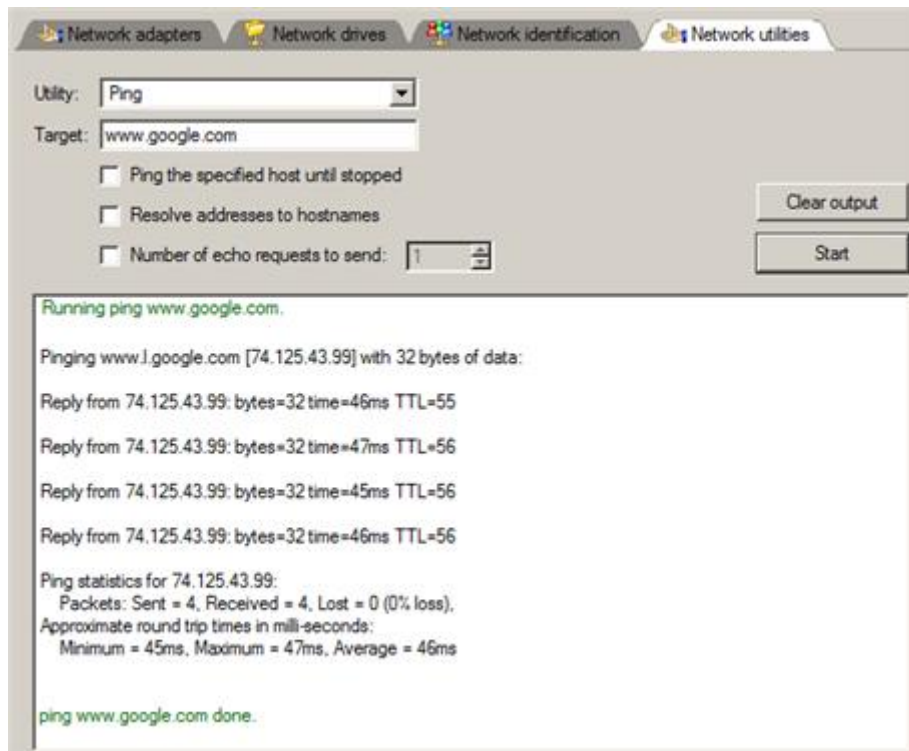 Network adapters Network drives Network identification Network utilities
Utility: Ping
Target: www.google.com
Ping the specified host until stopped
Resolve addresses to hostnames
Clear output
Number of echo requests to send: 1
Start
Running ping www.google.com.
Pinging www.l.google.com [74.125.43.99] with 32 bytes of data:
Reply from 74.125.43.99: bytes=32 time=46ms TTL=55
Reply from 74.125.43.99: bytes=32 time=47ms TTL=56
Reply from 74.125.43.99: bytes=32 time=45ms TTL=56
Reply from 74.125.43.99: bytes=32 time=46ms TTL=56
Ping statistics for 74.125.43.99:
Packets: Sent = 4, Received = 4, Lost = 0 (0% loss),
Approximate round trip times in milli-seconds:
Minimum = 45ms, Maximum = 47ms, Average = 46ms
ping www.google.com done.